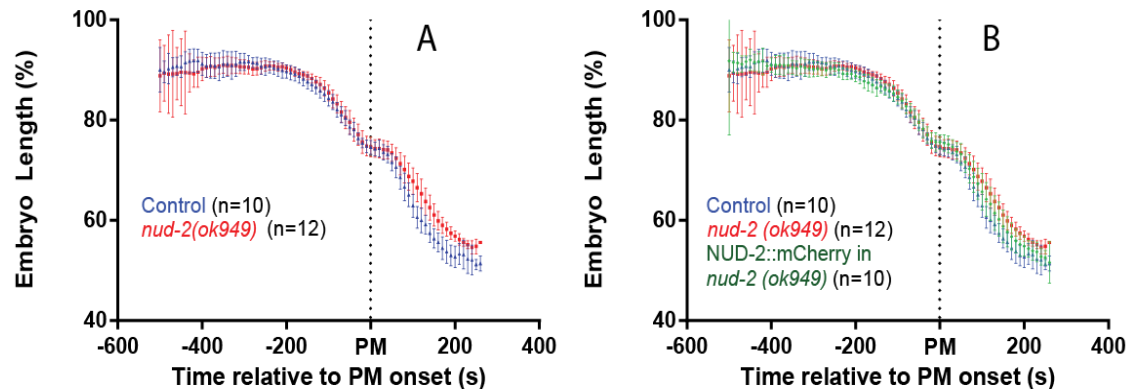 A
Embryo Length (%)
100
80
60
40
Control (n=10)
nud-2(ok949) (n=12)
-600
-400
-200
PM
200
400
Time relative to PM onset (s)
B
Embryo Length (%)
100
80
60
40
Control (n=10)
nud-2 (ok949) (n=12)
NUD-2::mCherry in
nud-2 (ok949) (n=10)
-600
-400
-200
PM
200
400
Time relative to PM onset (s)